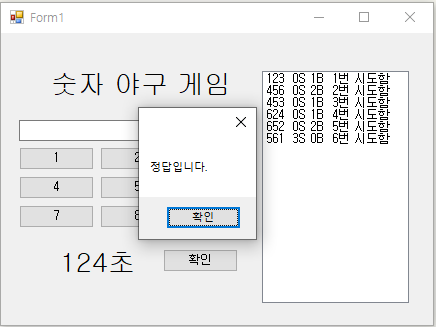 Form1
숫자 야구 게임
123 0S 1B 1번 시도함
456 0S 2B 2번 시도함
453 0S 1B 3번 시도함
624 0S 1B 4번 시도함
652 0S 2B 5번 시도함
561 3S 0B 6번 시도함
1 2
4 5
7 8
정답입니다.
확인
124초
확인